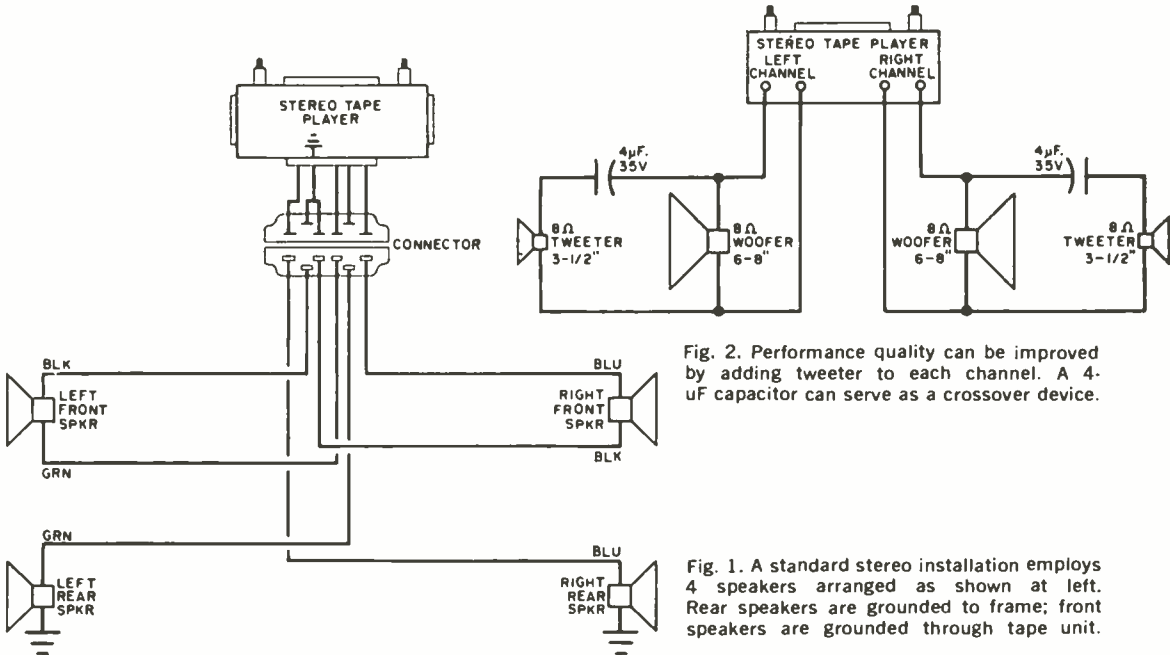 STEREO TAPE
PLAYER
CONNECTOR
BLK
LEFT
FRONT
SPKR
GRN
BLU
RIGHT
FRONT
SPKR
BLK
GRN
LEFT
REAR
SPKR
BLU
RIGHT
REAR
SPKR
STEREO TAPE PLAYER
LEFT
CHANNEL
RIGHT
CHANNEL
4µF.
35V
8Ω
TWEETER
3-1/2"
8Ω
WOOFER
6-8"
8Ω
WOOFER
6-8"
4µF.
35V
8Ω
TWEETER
3-1/2"
Fig. 2. Performance quality can be improved
by adding tweeter to each channel. A 4-
uF capacitor can serve as a crossover device.
Fig. 1. A standard stereo installation employs
4 speakers arranged as shown at left.
Rear speakers are grounded to frame; front
speakers are grounded through tape unit.